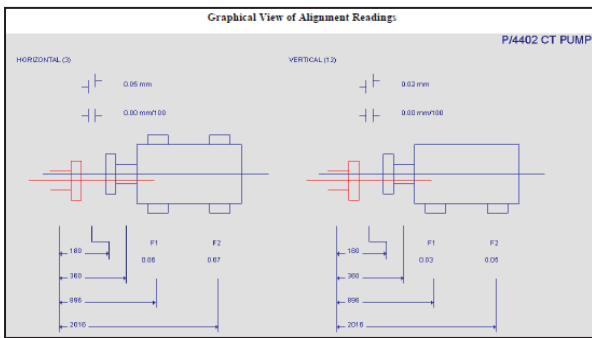 Graphical View of Alignment Readings
P/4402 CT PUMP
HORIZONTAL (3)
0.05 mm
0.00 mm/100
F1 F2
180
0.06 0.07
360
896
2016
VERTICAL (12)
0.02 mm
0.00 mm/100
F1 F2
180
0.03 0.05
360
896
2016